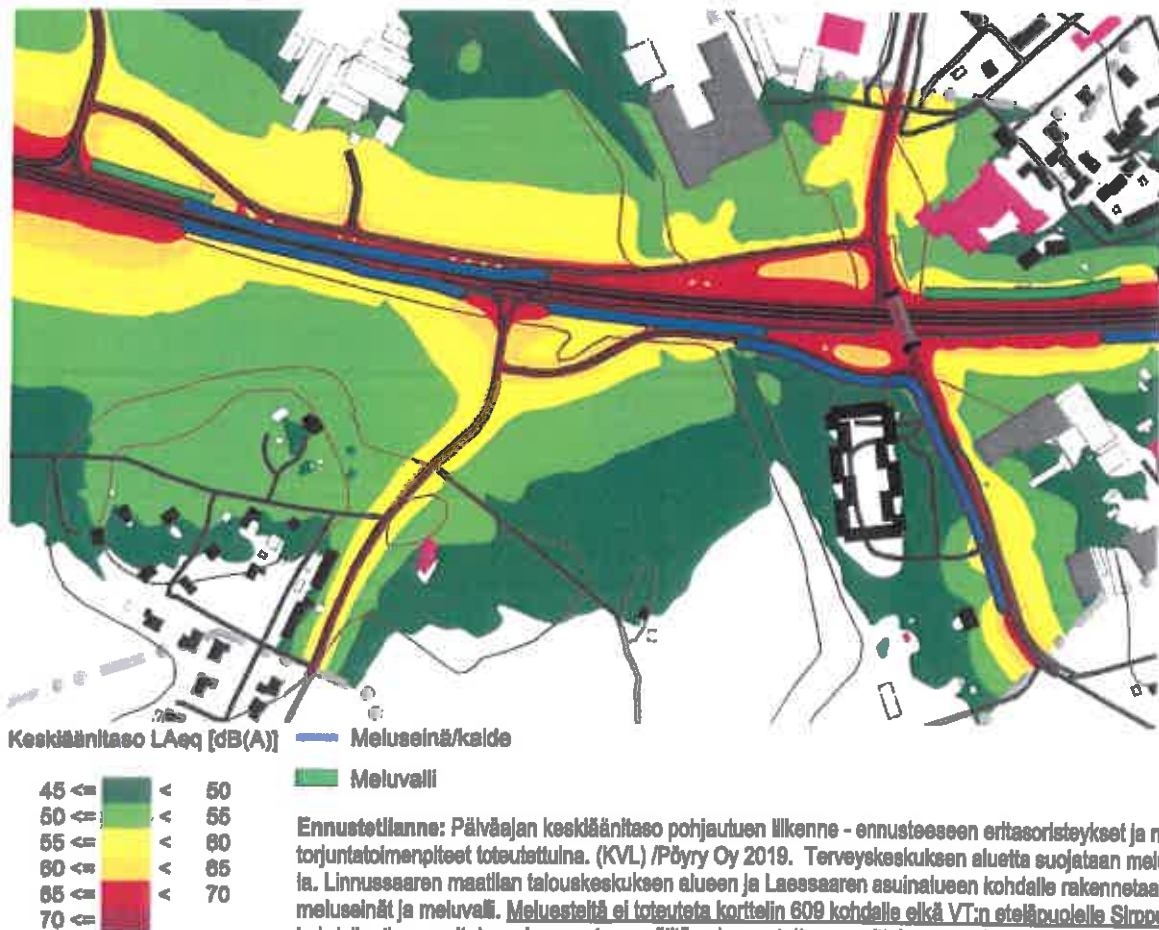 Keskiäänitaso LAeq [dB(A)]
Meluseinä/kaide
Meluvalli
45 <= < 50
50 <= < 55
55 <= < 60
60 <= < 65
65 <= < 70
70 <=
Ennustetilanne: Päiväajan keskiäänitaso pohjautuen liikenne - ennusteeseen eritasoristeykset ja m
torjuntatoimenpiteet toteutettuina. (KVL) /Pöyry Oy 2019. Terveyskeskuksen aluetta suojataan melu
la. Linnussaaren maatilan talouskeskuksen alueen ja Laessaaren asuinalueen kohdalle rakennetaa
meluseinät ja meluvalli. Meluesteitä ei toteuteta korttelin 609 kohdalle eikä VT:n eteläpuolelle Sirppu